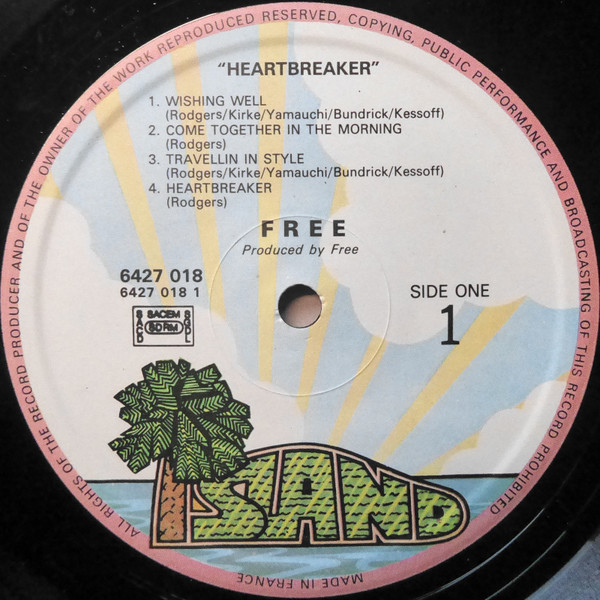 ALL RIGHTS OF THE RECORD PRODUCER AND OF THE OWNER OF THE WORK REPRODUCED RESERVED, COPYING, PUBLIC PERFORMANCE AND BROADCASTING OF THIS RECORD PROHIBITED
"HEARTBREAKER"
1. WISHING WELL
(Rodgers/Kirke/Yamauchi/Bundrick/Kessoff)
2. COME TOGETHER IN THE MORNING
(Rodgers)
3. TRAVELLIN IN STYLE
(Rodgers/Kirke/Yamauchi/Bundrick/Kessoff)
4. HEARTBREAKER
(Rodgers)
FREE
Produced by Free
6427 018
6427 018 1
SIDE ONE
1
SACEM
SACD
SDRM
SGDL
ISLAND
MADE IN FRANCE